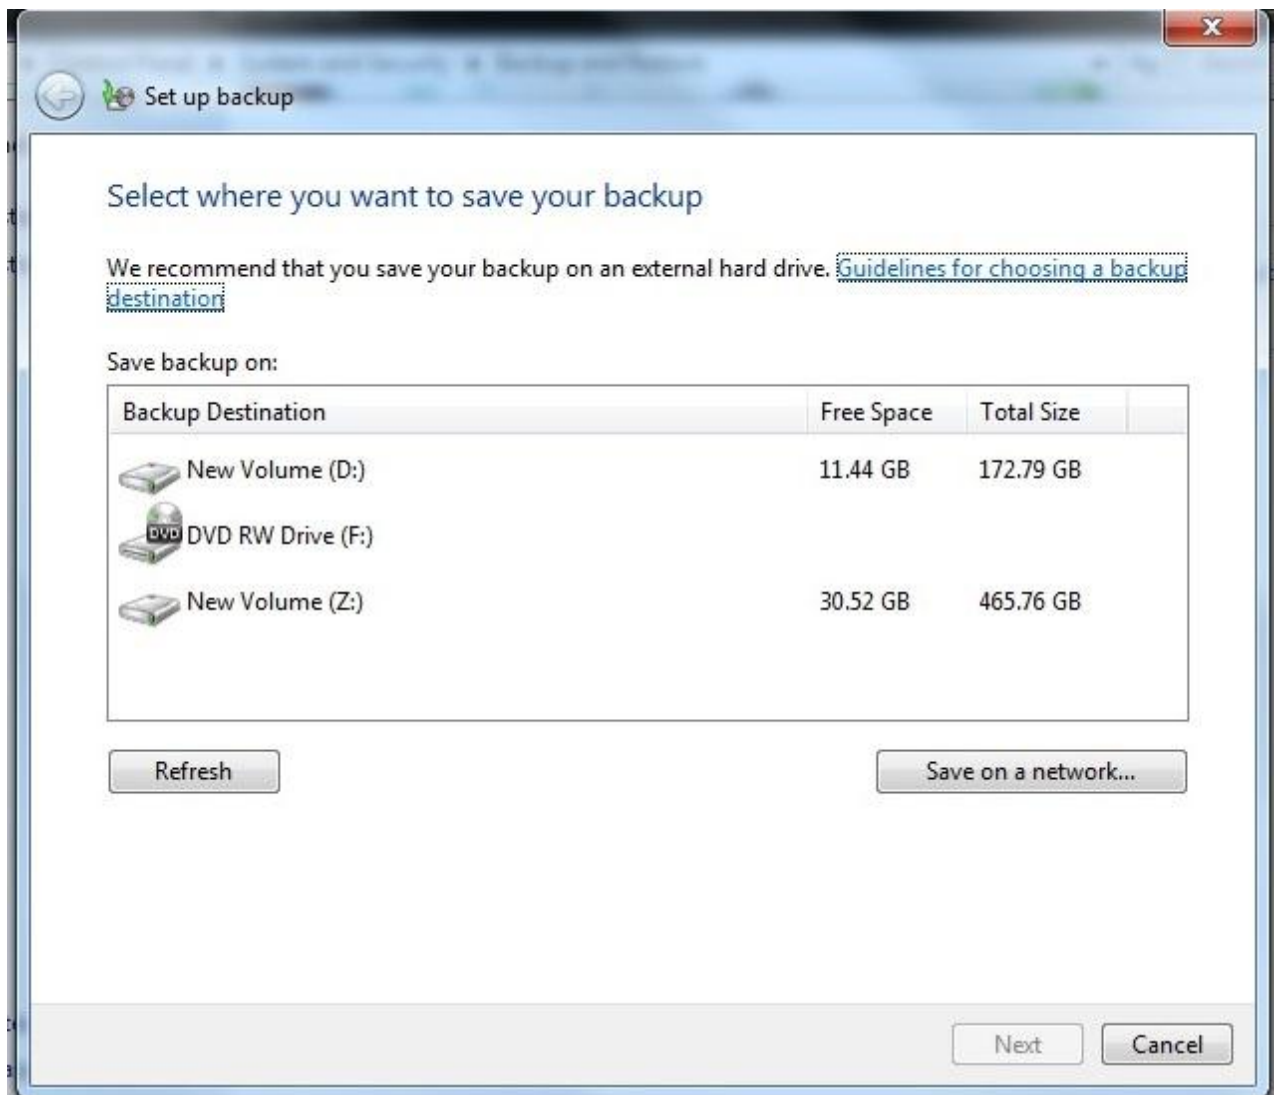 Set up backup
Select where you want to save your backup
We recommend that you save your backup on an external hard drive. Guidelines for choosing a backup
destination
Save backup on:
Backup Destination Free Space Total Size
New Volume (D:) 11.44 GB 172.79 GB
DVD
DVD RW Drive (F:)
New Volume (Z:) 30.52 GB 465.76 GB
Refresh Save on a network...
Next Cancel